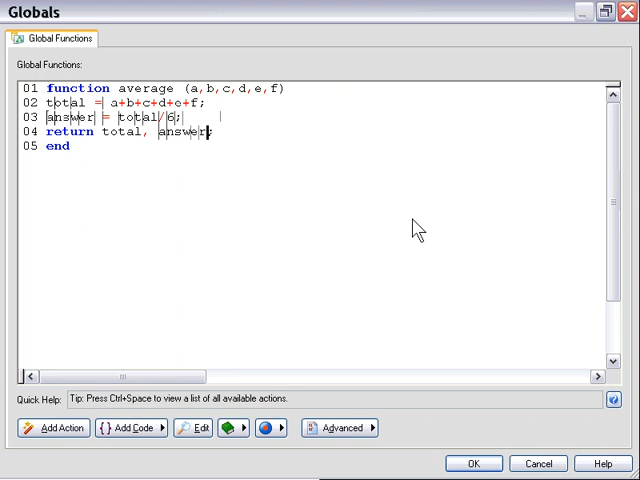 Globals
Global Functions
Global Functions:
01 function average (a,b,c,d,e,f)
02 total = a+b+c+d+e+f;
03 answer = total/6;
04 return total, answer;
05 end
Quick Help: Tip: Press Ctrl+Space to view a list of all available actions.
Add Action Add Code Edit Advanced
OK Cancel Help